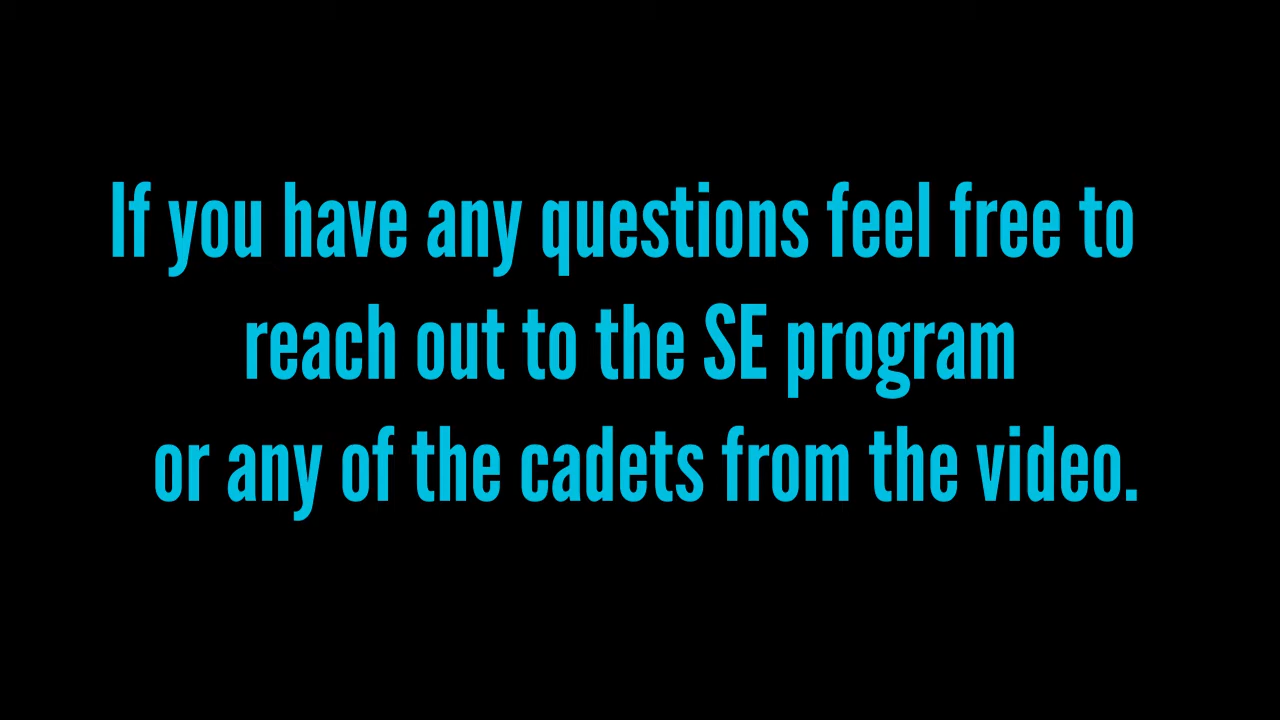 If you have any questions feel free to
reach out to the SE program
or any of the cadets from the video.